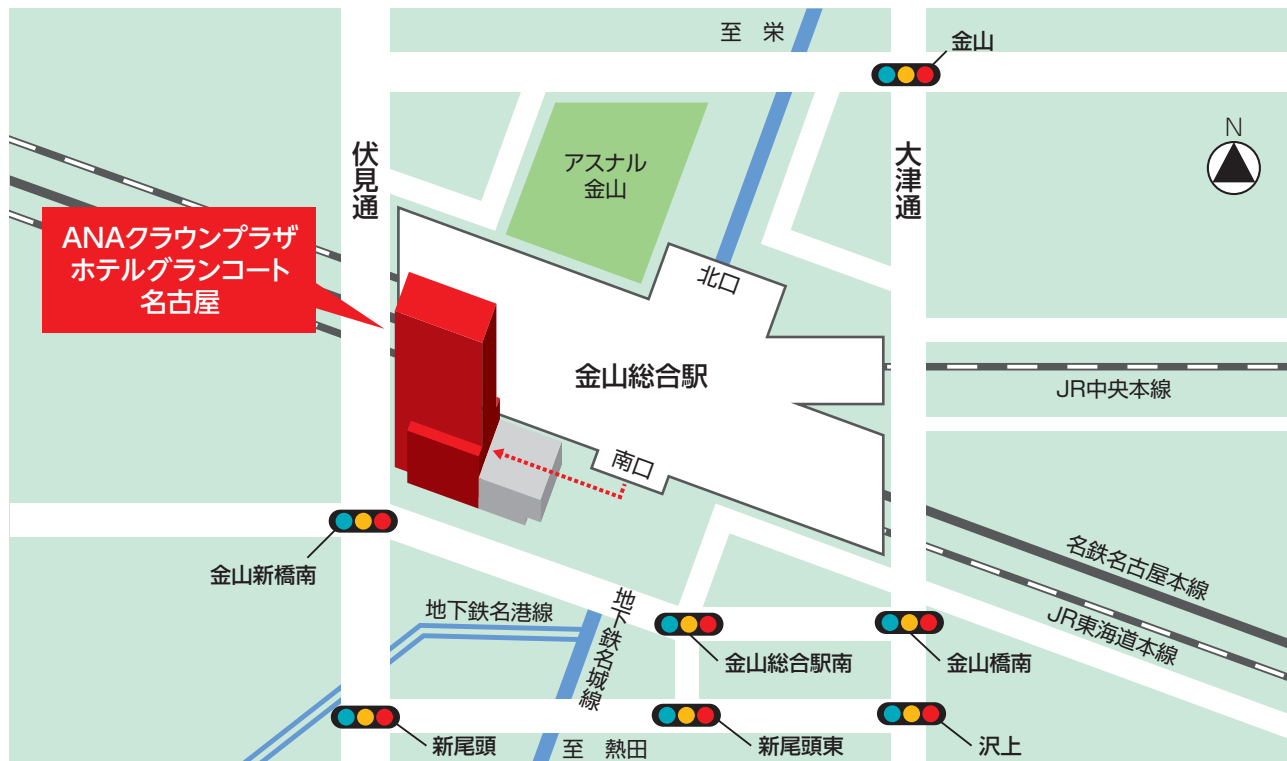 至　栄
金山
N
伏見通
大津通
アスナル
金山
ANAクラウンプラザ
ホテルグランコート
名古屋
北口
金山総合駅
JR中央本線
南口
名鉄名古屋本線
金山新橋南
地下鉄名港線
地下鉄名城線
JR東海道本線
金山総合駅南
金山橋南
新尾頭
至　熱田
新尾頭東
沢上